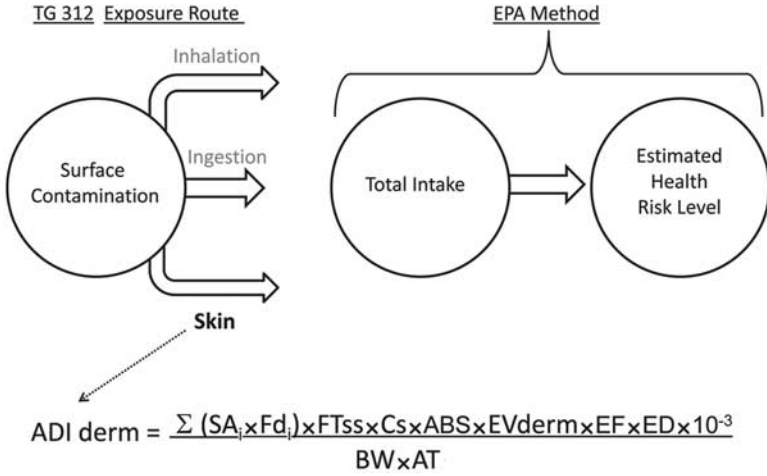 TG 312 Exposure Route
EPA Method
Inhalation
Ingestion
Skin
Surface
Contamination
Total Intake
Estimated
Health
Risk Level
ADI derm = Σ (SAᵢ×Fdᵢ)×FTss×Cs×ABS×EVderm×EF×ED×10⁻³
BW×AT